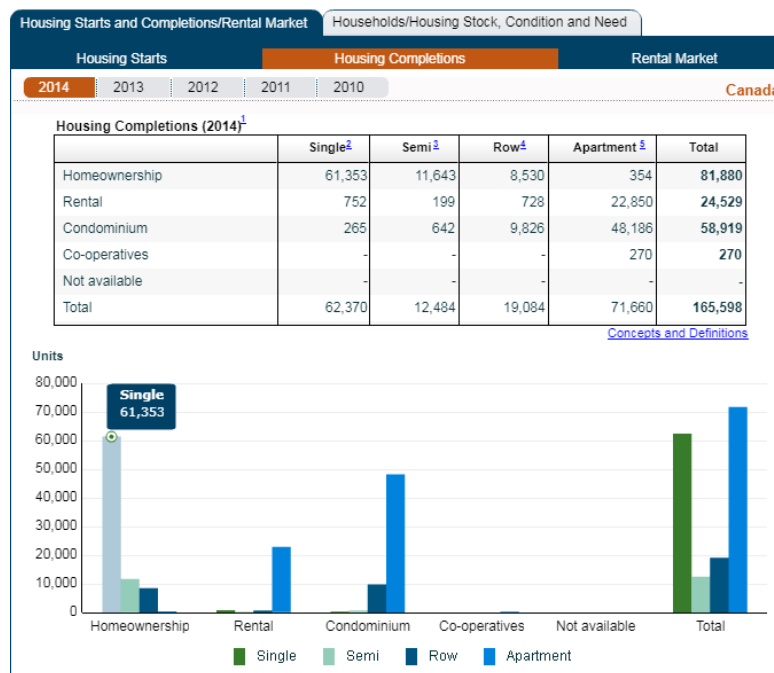 Housing Starts and Completions/Rental Market Households/Housing Stock, Condition and Need
Housing Starts Housing Completions Rental Market
2014 2013 2012 2011 2010 Canada
Housing Completions (2014)1
Single2 Semi3 Row4 Apartment5 Total
Homeownership 61,353 11,643 8,530 354 81,880
Rental 752 199 728 22,850 24,529
Condominium 265 642 9,826 48,186 58,919
Co-operatives - - - 270 270
Not available - - - - -
Total 62,370 12,484 19,084 71,660 165,598
Concepts and Definitions
Units
80,000
70,000
60,000
50,000
40,000
30,000
20,000
10,000
0
Single
61,353
Homeownership Rental Condominium Co-operatives Not available Total
Single Semi Row Apartment